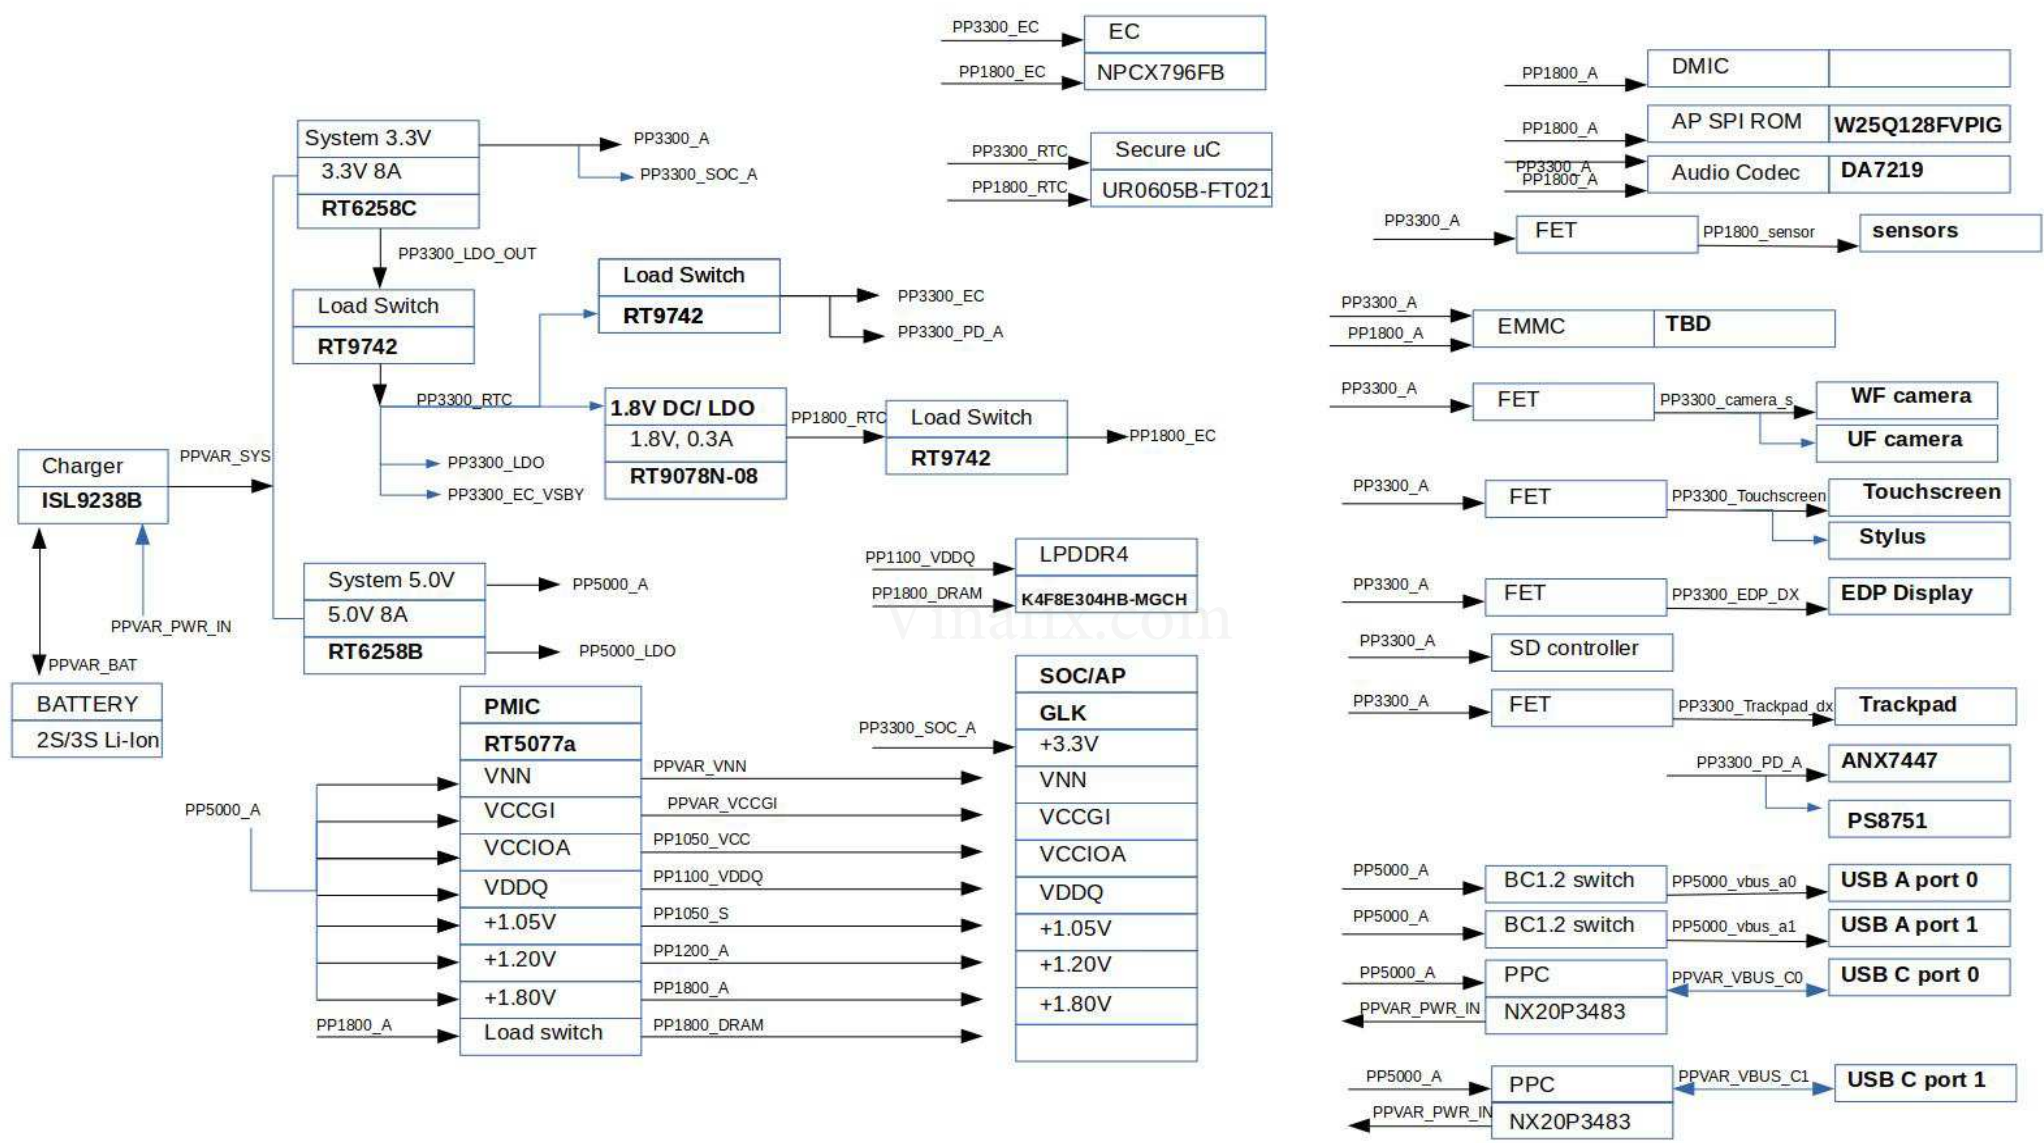 PP3300_EC
EC
PP1800_EC
NPCX796FB
PP3300_RTC
Secure uC
PP1800_RTC
UR0605B-FT021
System 3.3V
3.3V 8A
RT6258C
PP3300_A
PP3300_SOC_A
PP3300_LDO_OUT
Load Switch
RT9742
Load Switch
RT9742
PP3300_EC
PP3300_PD_A
PP3300_RTC
1.8V DC/ LDO
1.8V, 0.3A
RT9078N-08
PP1800_RTC
Load Switch
RT9742
PP1800_EC
PP3300_LDO
PP3300_EC_VSBY
Charger
ISL9238B
PPVAR_SYS
PPVAR_PWR_IN
PPVAR_BAT
BATTERY
2S/3S Li-Ion
System 5.0V
5.0V 8A
RT6258B
PP5000_A
PP5000_LDO
PP1100_VDDQ
LPDDR4
PP1800_DRAM
K4F8E304HB-MGCH
Vinafix.com
PMIC
RT5077a
VNN
VCCGI
VCCIOA
VDDQ
+1.05V
+1.20V
+1.80V
Load switch
PP5000_A
PP1800_A
PPVAR_VNN
PPVAR_VCCGI
PP1050_VCC
PP1100_VDDQ
PP1050_S
PP1200_A
PP1800_A
PP1800_DRAM
PP3300_SOC_A
SOC/AP
GLK
+3.3V
VNN
VCCGI
VCCIOA
VDDQ
+1.05V
+1.20V
+1.80V
PP1800_A
DMIC
PP1800_A
AP SPI ROM
W25Q128FVPIG
PP3300_A
PP1800_A
Audio Codec
DA7219
PP3300_A
FET
PP1800_sensor
sensors
PP3300_A
PP1800_A
EMMC
TBD
PP3300_A
FET
PP3300_camera_s
WF camera
UF camera
PP3300_A
FET
PP3300_Touchscreen
Touchscreen
Stylus
PP3300_A
FET
PP3300_EDP_DX
EDP Display
PP3300_A
SD controller
PP3300_A
FET
PP3300_Trackpad_dx
Trackpad
PP3300_PD_A
ANX7447
PS8751
PP5000_A
BC1.2 switch
PP5000_vbus_a0
USB A port 0
PP5000_A
BC1.2 switch
PP5000_vbus_a1
USB A port 1
PP5000_A
PPC
PPVAR_VBUS_C0
USB C port 0
PPVAR_PWR_IN
NX20P3483
PP5000_A
PPC
PPVAR_VBUS_C1
USB C port 1
PPVAR_PWR_IN
NX20P3483